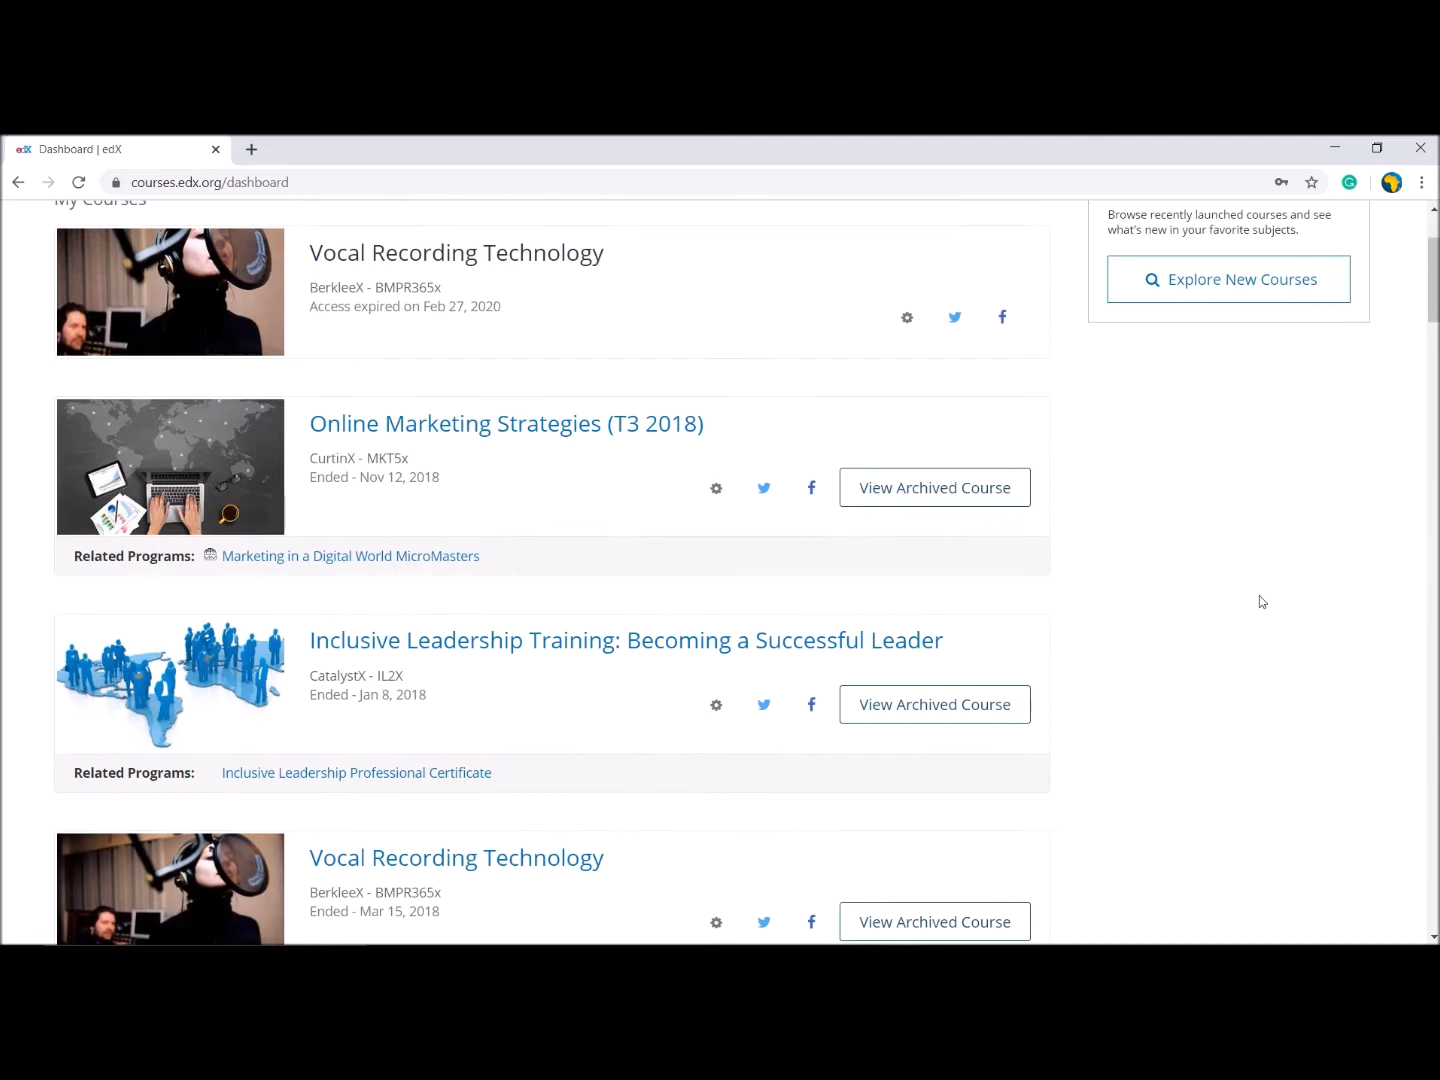 edX Dashboard | edX
courses.edx.org/dashboard
My Courses
Browse recently launched courses and see
what's new in your favorite subjects.
Explore New Courses
Vocal Recording Technology
BerkleeX - BMPR365x
Access expired on Feb 27, 2020
Online Marketing Strategies (T3 2018)
CurtinX - MKT5x
Ended - Nov 12, 2018
View Archived Course
Related Programs: Marketing in a Digital World MicroMasters
Inclusive Leadership Training: Becoming a Successful Leader
CatalystX - IL2X
Ended - Jan 8, 2018
View Archived Course
Related Programs: Inclusive Leadership Professional Certificate
Vocal Recording Technology
BerkleeX - BMPR365x
Ended - Mar 15, 2018
View Archived Course